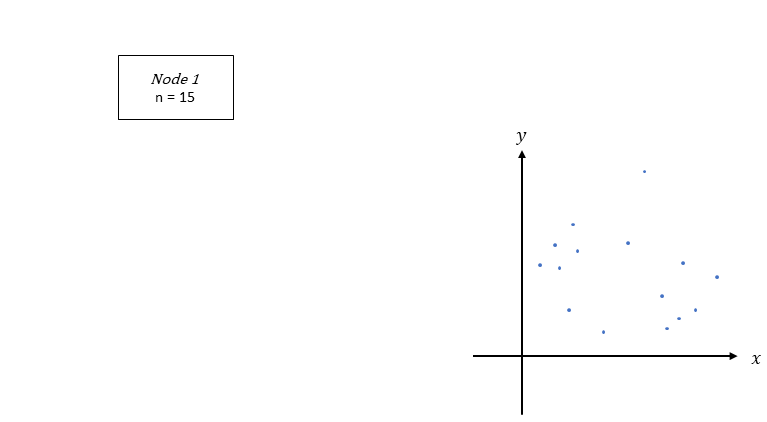 Node 1
n = 15
y
x